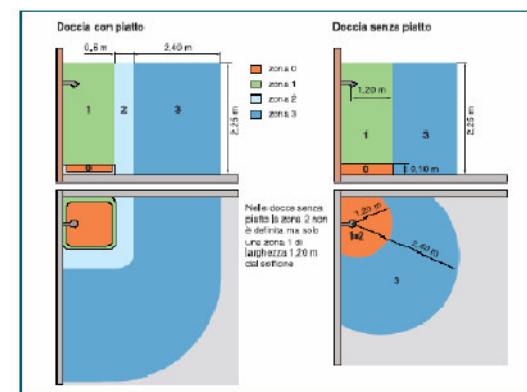 Doccia con piatto
Doccia senza piatto
0,6 m
2,40 m
zona 0
zona 1
zona 2
zona 3
1
2
3
0
2,25 m
1,20 m
1
3
0
0,10 m
2,25 m
Nelle docce senza
piatto la zona 2 non
è definita ma solo
una zona 1 di
larghezza 1,20 m
dal soffione
1,20 m
2,40 m
3